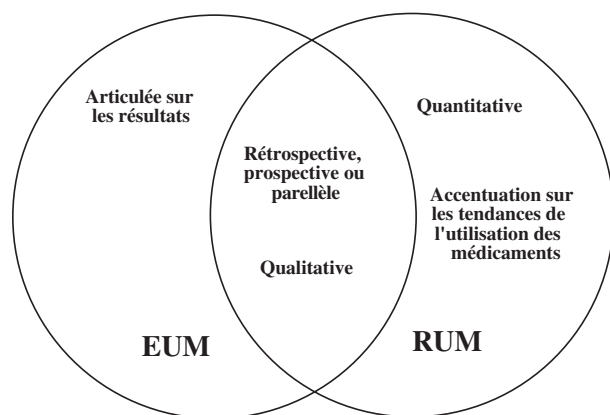 Articulée sur
les résultats
Rétrospective,
prospective ou
parellèle
Qualitative
Quantitative
Accentuation sur
les tendances de
l'utilisation des
médicaments
EUM
RUM